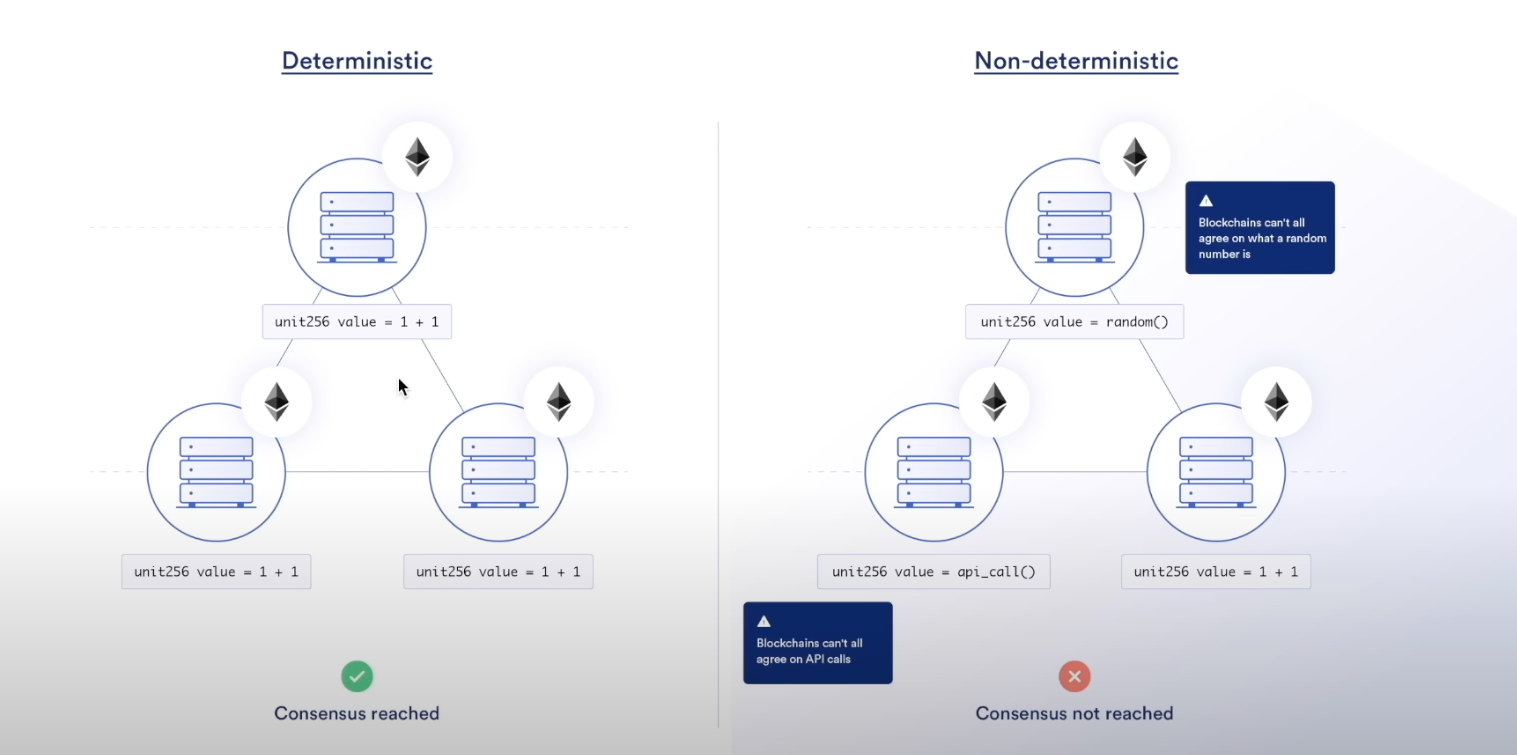 Deterministic
unit256 value = 1 + 1
unit256 value = 1 + 1
unit256 value = 1 + 1
Consensus reached
Non-deterministic
Blockchains can't all
agree on what a random
number is
unit256 value = random()
unit256 value = api_call()
unit256 value = 1 + 1
Blockchains can't all
agree on API calls
Consensus not reached